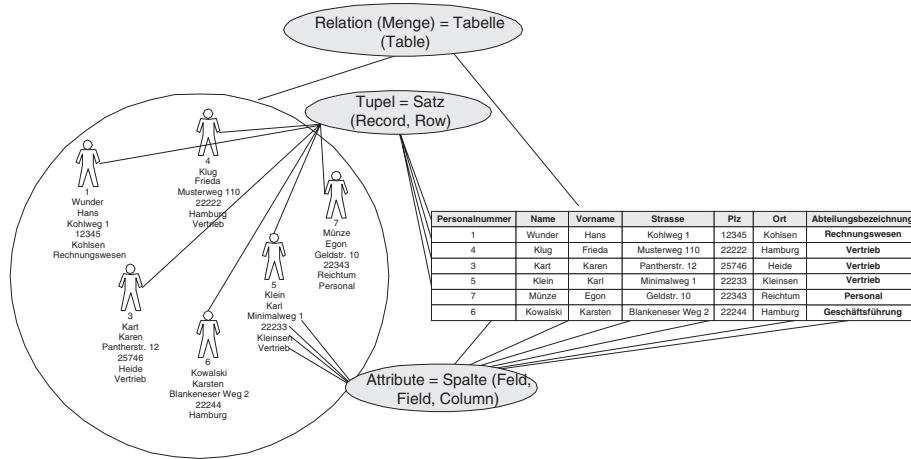 Relation (Menge) = Tabelle
(Table)
Tupel = Satz
(Record, Row)
1
Wunder
Hans
Kohlweg 1
12345
Kohlsen
Rechnungswesen
4
Klug
Frieda
Musterweg 110
22222
Hamburg
Vertrieb
7
Münze
Egon
Geldstr. 10
22343
Reichtum
Personal
3
Kart
Karen
Pantherstr. 12
25746
Heide
Vertrieb
5
Klein
Karl
Minimalweg 1
22233
Kleinsen
Vertrieb
6
Kowalski
Karsten
Blankeneser Weg 2
22244
Hamburg
Personalnummer Name Vorname Strasse Plz Ort Abteilungsbezeichnung
1 Wunder Hans Kohlweg 1 12345 Kohlsen Rechnungswesen
4 Klug Frieda Musterweg 110 22222 Hamburg Vertrieb
3 Kart Karen Pantherstr. 12 25746 Heide Vertrieb
5 Klein Karl Minimalweg 1 22233 Kleinsen Vertrieb
7 Münze Egon Geldstr. 10 22343 Reichtum Personal
6 Kowalski Karsten Blankeneser Weg 2 22244 Hamburg Geschäftsführung
Attribute = Spalte (Feld,
Field, Column)